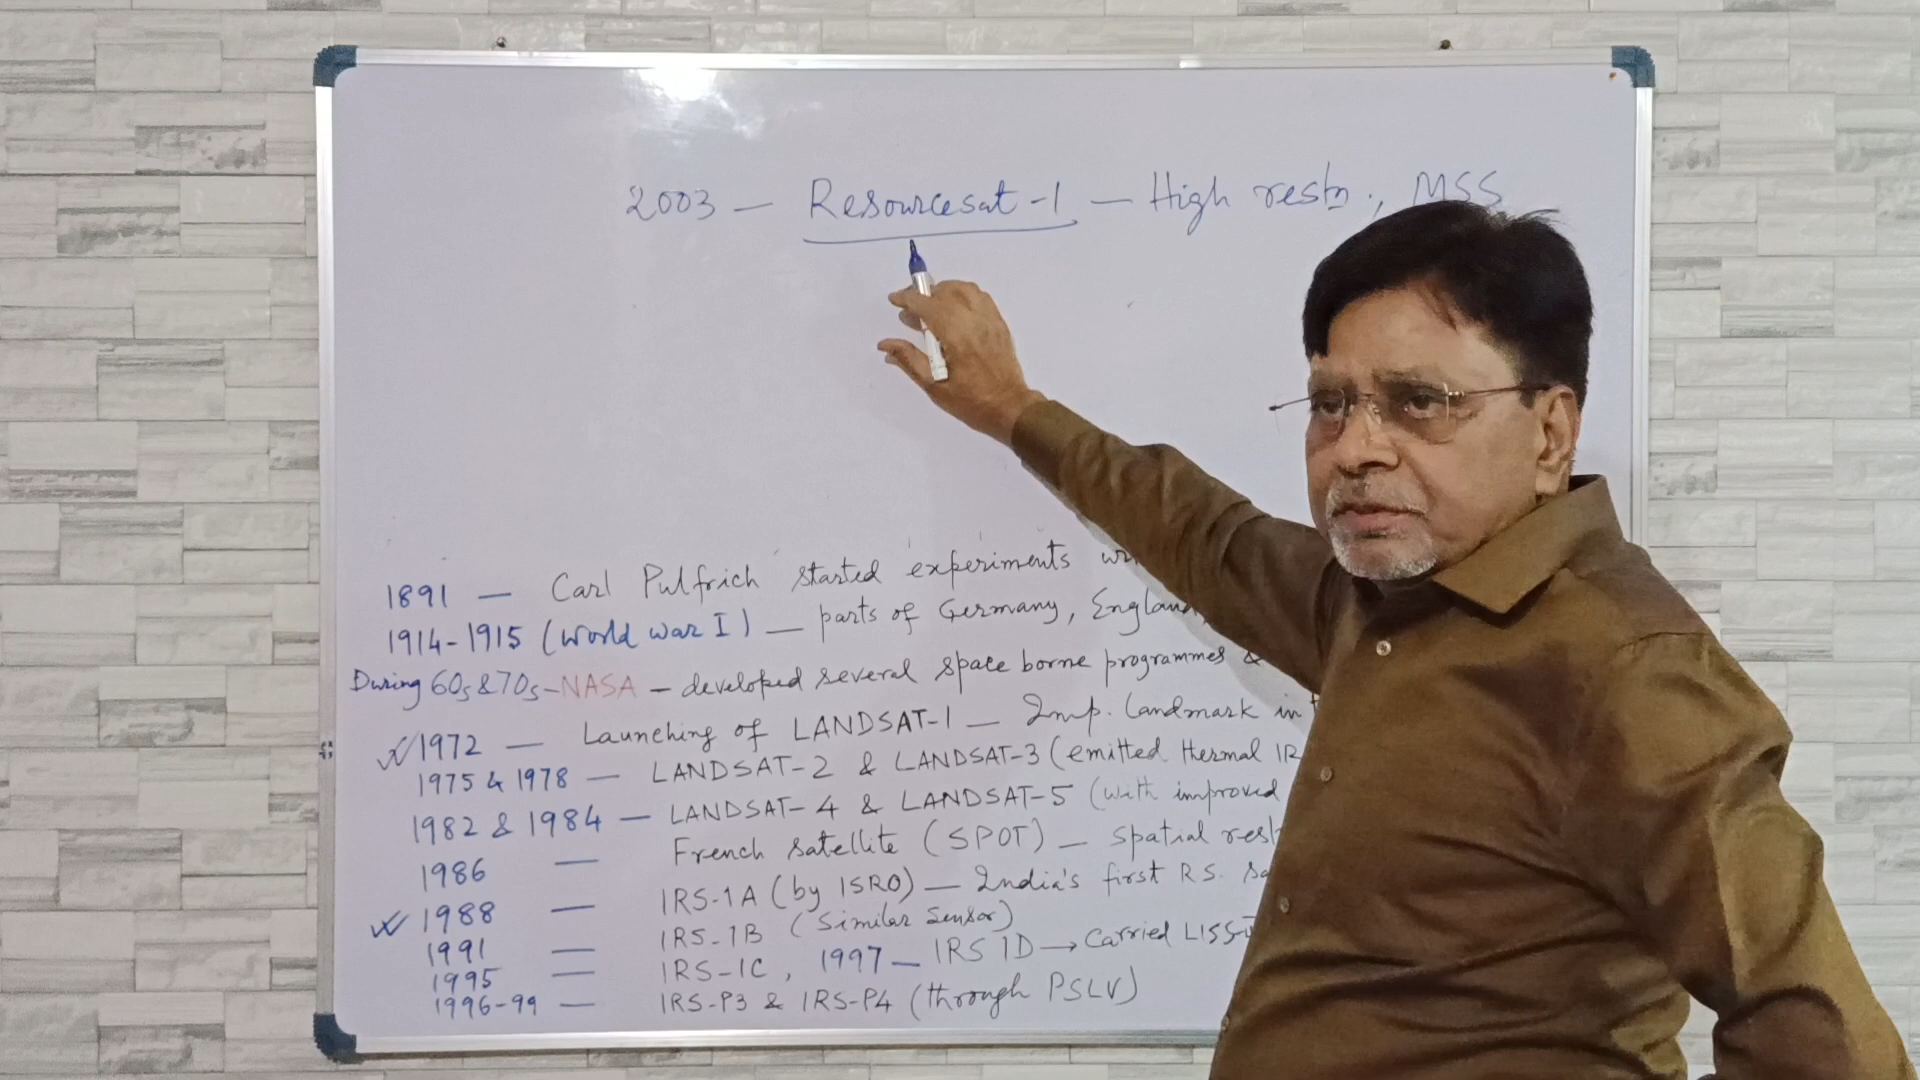 2003 — Resourcesat-1 — High resln., MSS
1891 — Carl Pulfrich started experiments
1914-1915 (World War I) — parts of Germany, England,
During 60s & 70s - NASA - developed several space borne programmes &
1972 — Launching of LANDSAT-1 — Imp. landmark in
1975 & 1978 — LANDSAT-2 & LANDSAT-3 (emitted thermal IR
1982 & 1984 — LANDSAT-4 & LANDSAT-5 (with improved
1986 — French satellite (SPOT) — spatial resln
1988 — IRS-1A (by ISRO) — India's first R.S.
1991 — IRS-1B (Similar Sensor)
1995 — IRS-1C, 1997 — IRS 1D → Carried LISS-
1996-99 — IRS-P3 & IRS-P4 (through PSLV)